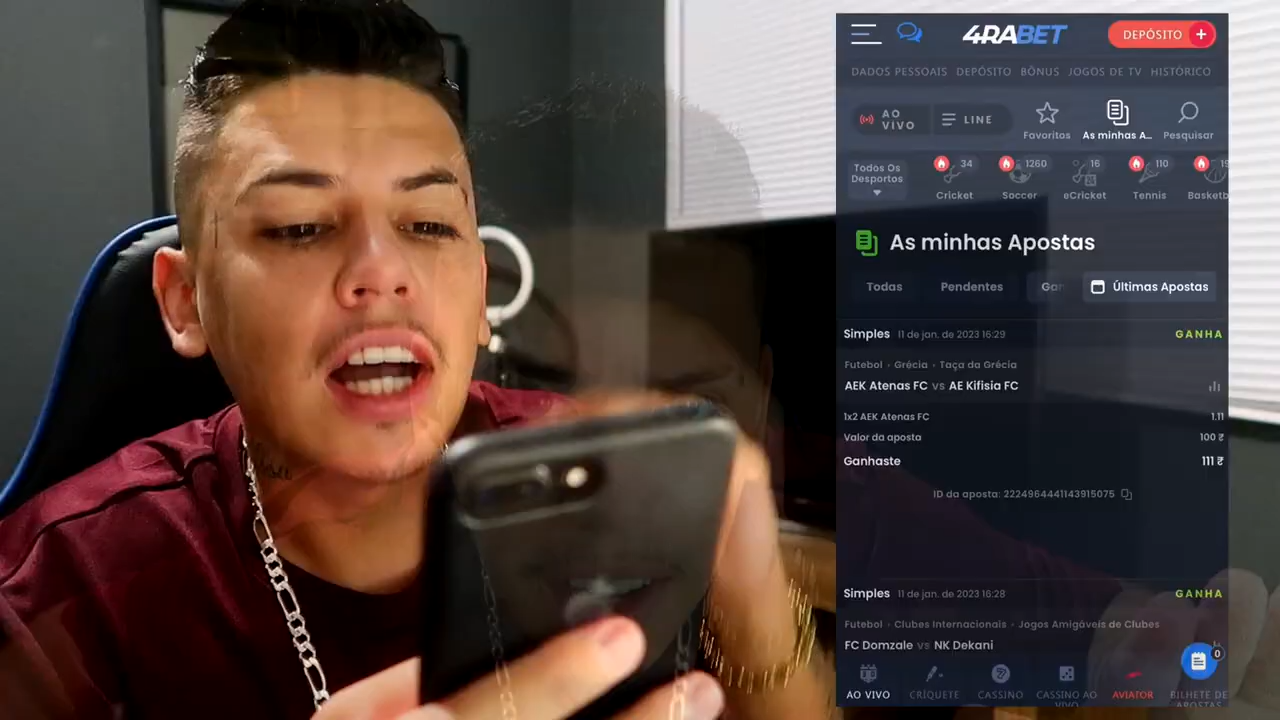 4RABET
DEPÓSITO +
DADOS PESSOAIS DEPÓSITO BÔNUS JOGOS DE TV HISTÓRICO
AO VIVO
LINE
Favoritos
As minhas A...
Pesquisar
Todos Os Desportos
34
1260
16
110
Cricket
Soccer
eCricket
Tennis
As minhas Apostas
Todas
Pendentes
Últimas Apostas
Simples 11 de jan. de 2023 16:29 GANHA
Futebol · Grécia · Taça da Grécia
AEK Atenas FC vs AE Kifisia FC
1x2 AEK Atenas FC 1.11
Valor da aposta 100 ₹
Ganhaste 111 ₹
ID da aposta: 2224964441143915075
Simples 11 de jan. de 2023 16:28 GANHA
Futebol · Clubes Internacionais · Jogos Amigáveis de Clubes
FC Domzale vs NK Dekani
0
AO VIVO
CRÍQUETE
CASSINO
CASSINO AO VIVO
AVIATOR
BILHETE DE APOSTAS